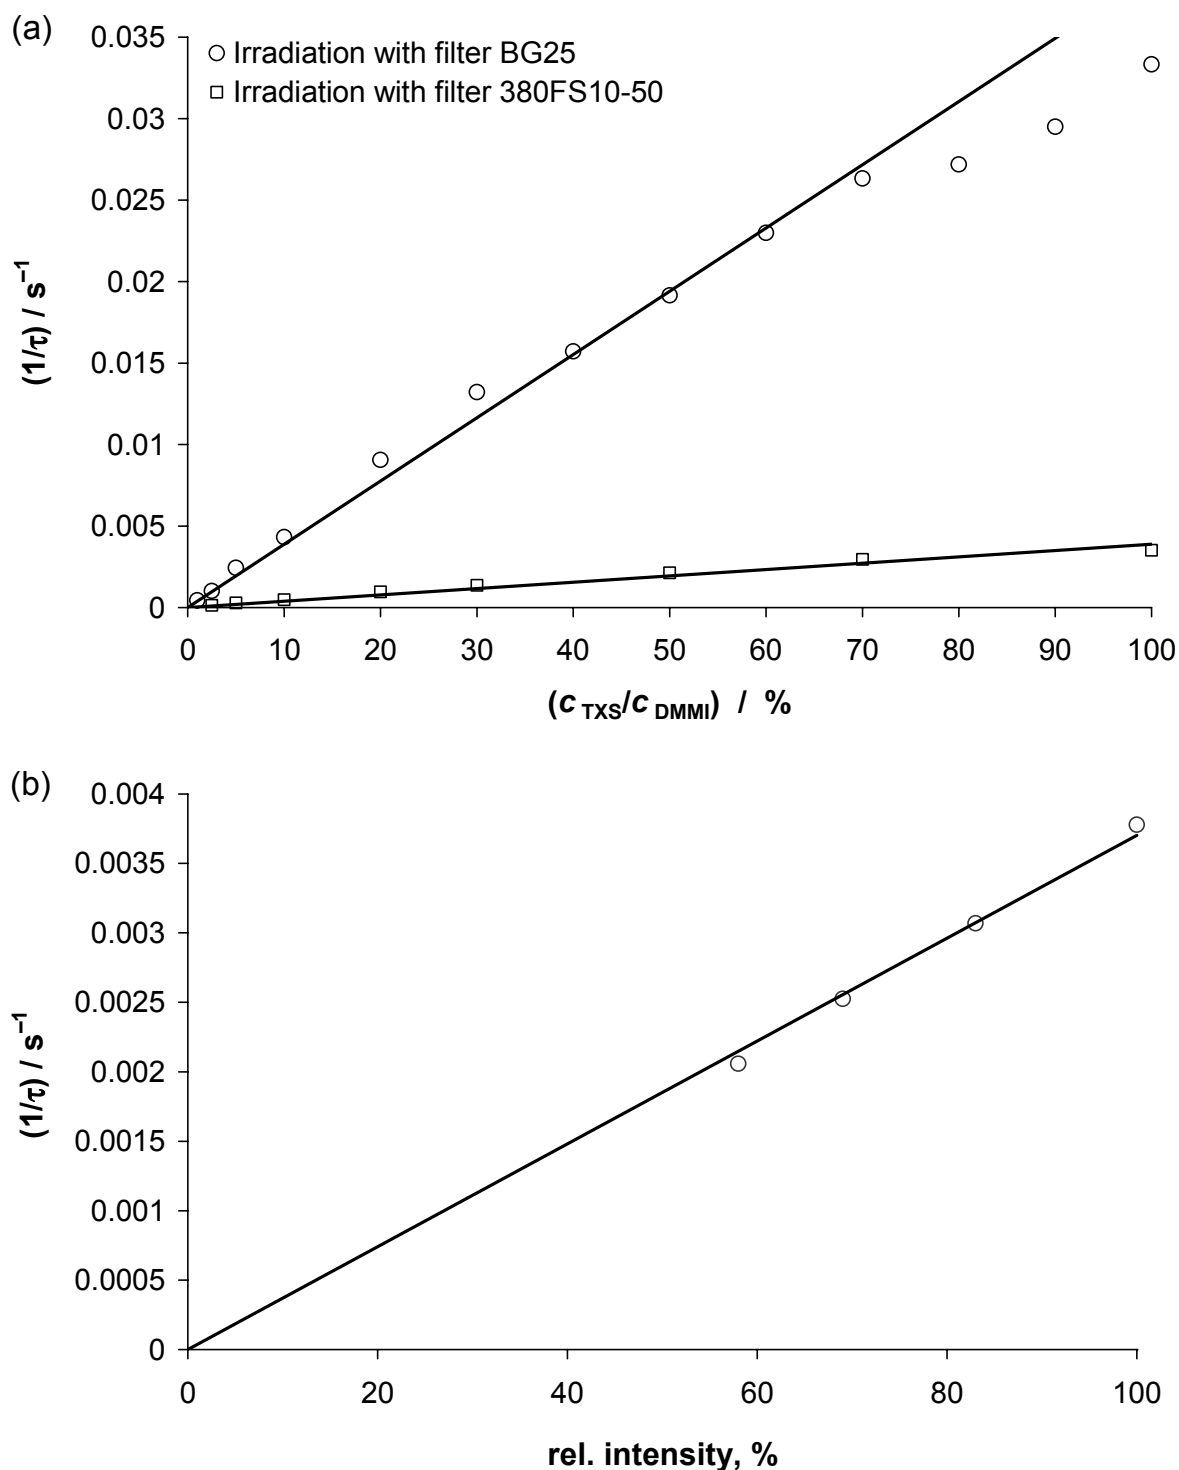 (a)
Irradiation with filter BG25
Irradiation with filter 380FS10-50
(1/τ) / s⁻¹
0.035
0.03
0.025
0.02
0.015
0.01
0.005
0
0 10 20 30 40 50 60 70 80 90 100
(c TXS/c DMMI) / %
(b)
(1/τ) / s⁻¹
0.004
0.0035
0.003
0.0025
0.002
0.0015
0.001
0.0005
0
0 20 40 60 80 100
rel. intensity, %